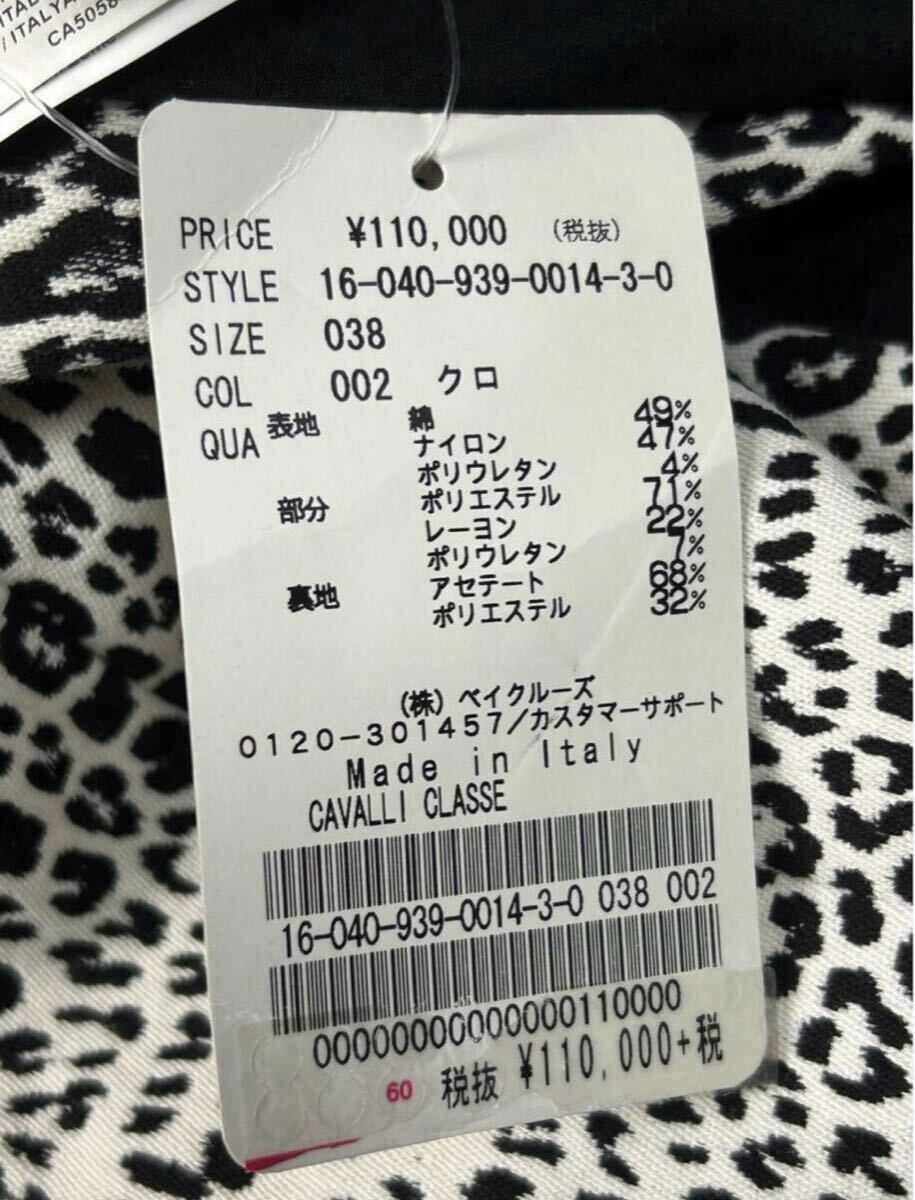 ITAL
/ ITALYA
CA505
PRICE ¥110,000 (税抜)
STYLE 16-040-939-0014-3-0
SIZE 038
COL 002 クロ
QUA 表地 綿 49%
ナイロン 47%
ポリウレタン 4%
部分 ポリエステル 71%
レーヨン 22%
ポリウレタン 7%
裏地 アセテート 68%
ポリエステル 32%
(株) ベイクルーズ
0120-301457/カスタマーサポート
Made in Italy
CAVALLI CLASSE
16-040-939-0014-3-0 038 002
00000000000000110000
60 税抜 ¥110,000+税